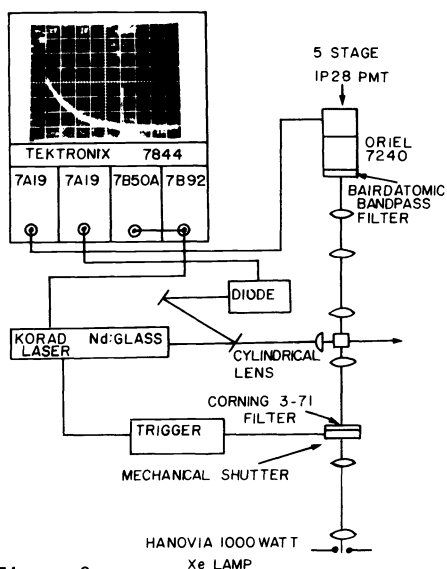 5 STAGE
1P28 PMT
ORIEL
7240
TEKTRONIX 7844
7A19 7A19 7B50A 7B92
BAIRDATOMIC
BANDPASS
FILTER
DIODE
KORAD Nd:GLASS
LASER
CYLINDRICAL
LENS
CORNING 3-71
FILTER
TRIGGER
MECHANICAL SHUTTER
HANOVIA 1000 WATT
Xe LAMP